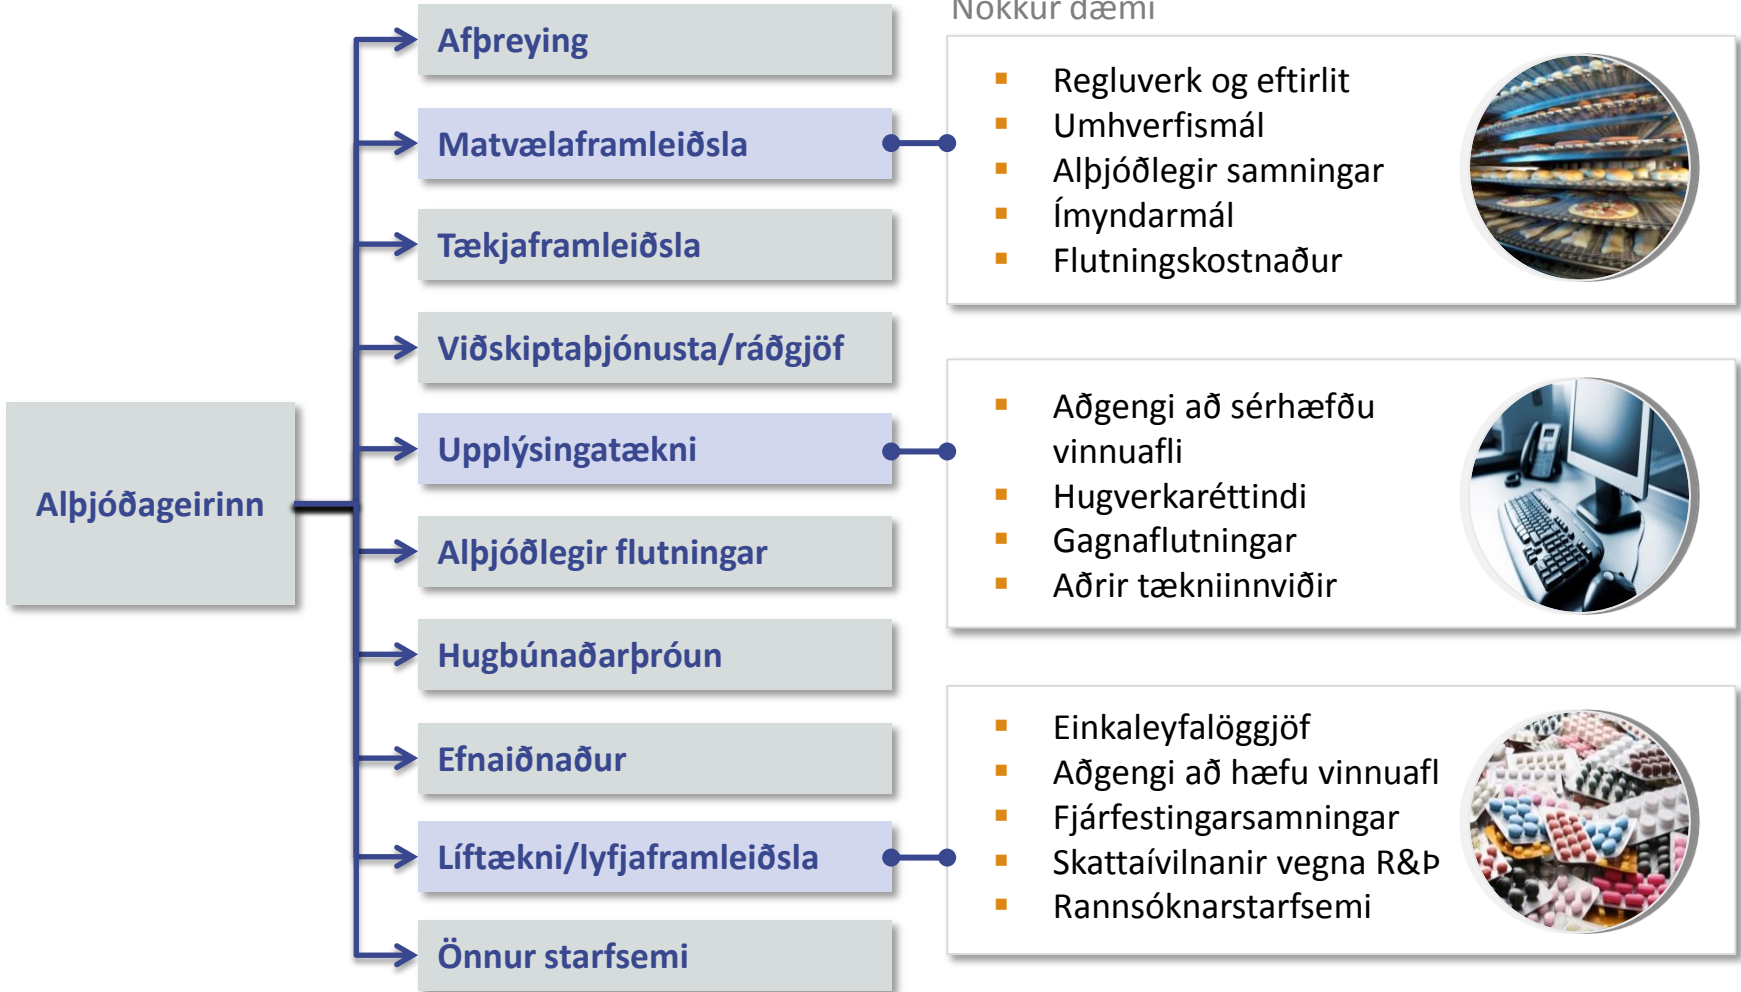 Nokkur dæmi
Alþjóðageirinn
Afþreying
Matvælaframleiðsla
Tækjaframleiðsla
Viðskiptaþjónusta/ráðgjöf
Upplýsingatækni
Alþjóðlegir flutningar
Hugbúnaðarþróun
Efnaiðnaður
Líftækni/lyfjaframleiðsla
Önnur starfsemi
▪ Regluverk og eftirlit
▪ Umhverfismál
▪ Alþjóðlegir samningar
▪ Ímyndarmál
▪ Flutningskostnaður
▪ Aðgengi að sérhæfðu
vinnuafli
▪ Hugverkaréttindi
▪ Gagnaflutningar
▪ Aðrir tækniinnviðir
▪ Einkaleyfalöggjöf
▪ Aðgengi að hæfu vinnuafl
▪ Fjárfestingarsamningar
▪ Skattaívilnanir vegna R&Þ
▪ Rannsóknarstarfsemi